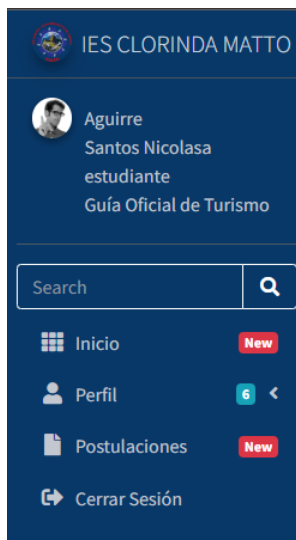 IES CLORINDA MATTO
Aguirre
Santos Nicolasa
estudiante
Guía Oficial de Turismo
Search
Inicio New
Perfil 6
Postulaciones New
Cerrar Sesión